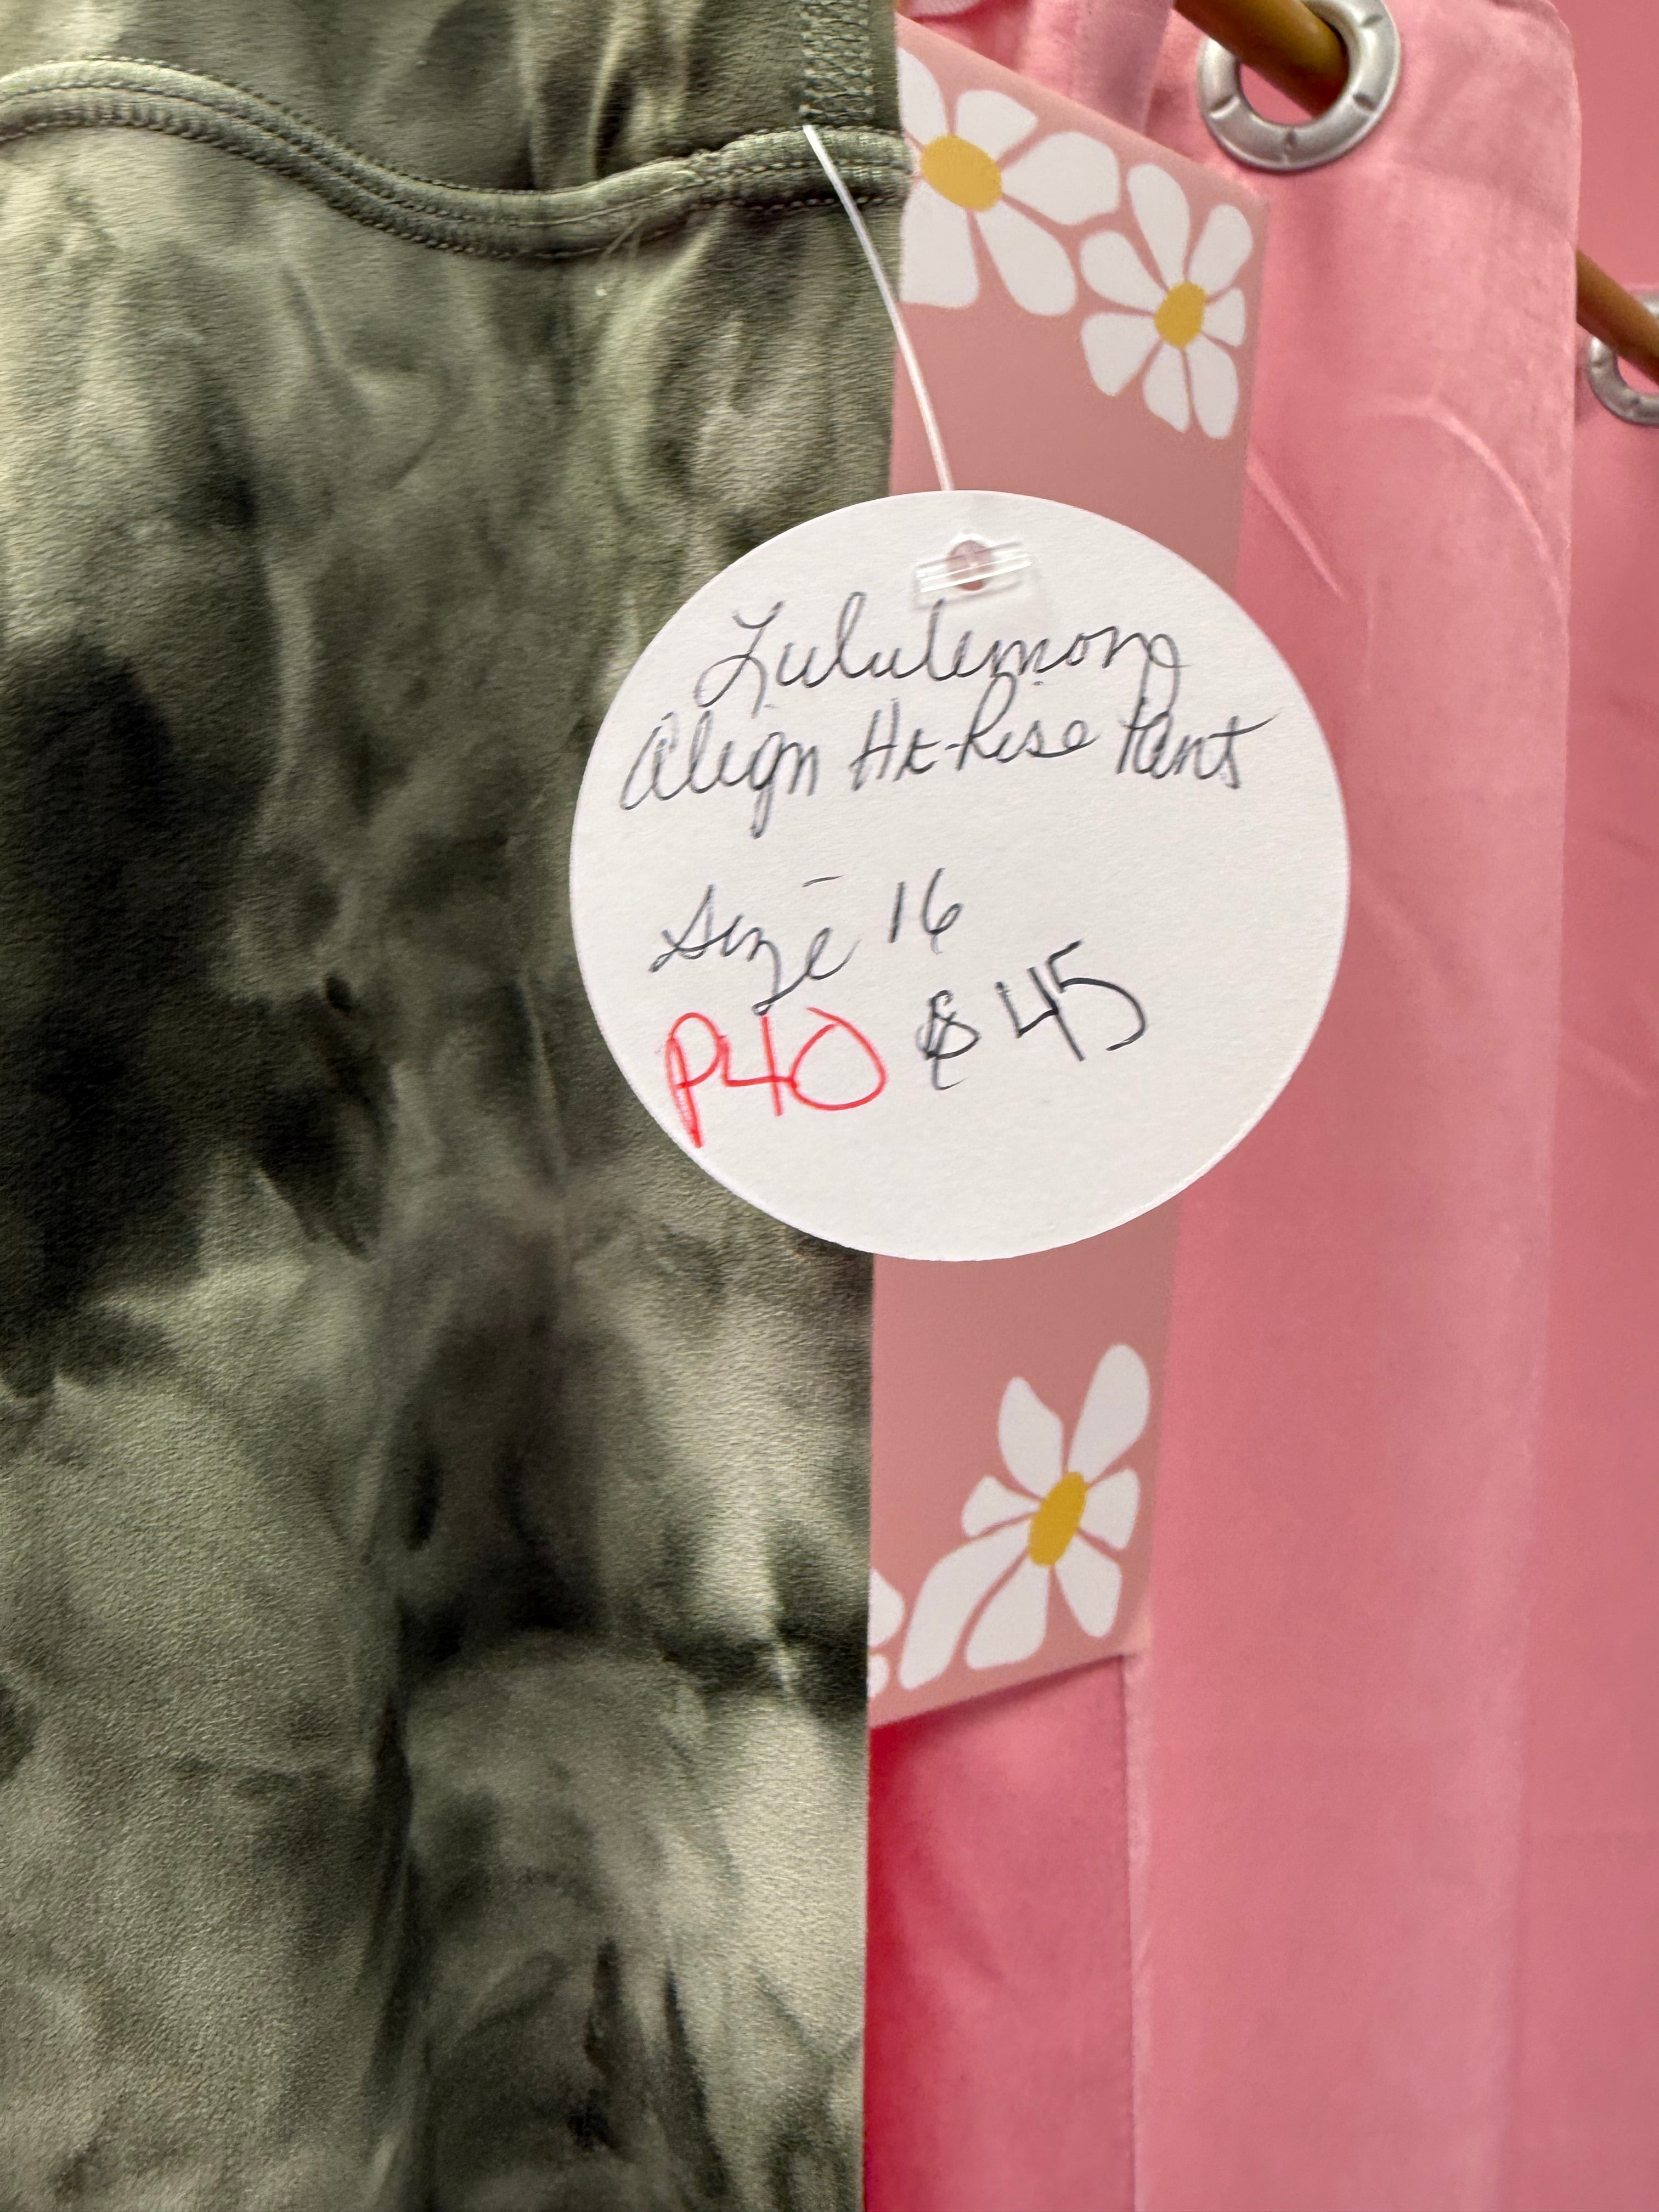 Lululemon
Align Hi-Rise Pant
Size 16
P40 $45